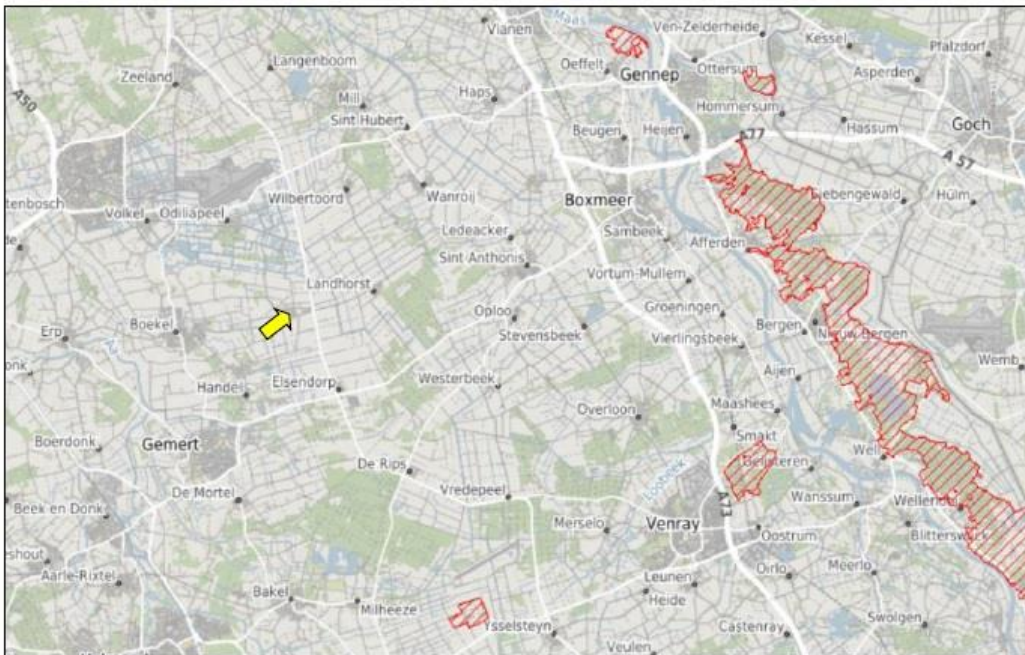 Maas
Ven-Zelderheide
Vianen
Kessel
Pfalzdorf
Langenboom
Zeeland
Oeffelt
Ottersum
Gennep
Asperden
A50
Mill
Haps
Hommersum
Sint Hubert
Hassum
Goch
Beugen
Heijen
A77
A 57
Wilbertoord
Wanroij
Boxmeer
Hülm
Volkel
Odiliapeel
Ledeacker
Sambeek
Afferden
Sint Anthonis
Vortum-Mullem
Landhorst
Oploo
Groeningen
Erp
Boekel
Stevensbeek
Vierlingsbeek
Bergen
Nieuw Bergen
Wemb
Handel
Elsendorp
Westerbeek
Aijen
Maashees
Overloon
Boerdonk
Gemert
Smakt
Well
De Rips
Loobeek
De Mortel
Vredepeel
Wanssum
Beek en Donk
A73
Merselo
Venray
Oostrum
Blitterswijck
Aarle-Rixtel
Leunen
Oirlo
Meerlo
Bakel
Milheeze
Heide
Swolgen
Ysselsteyn
Veulen
Castenray